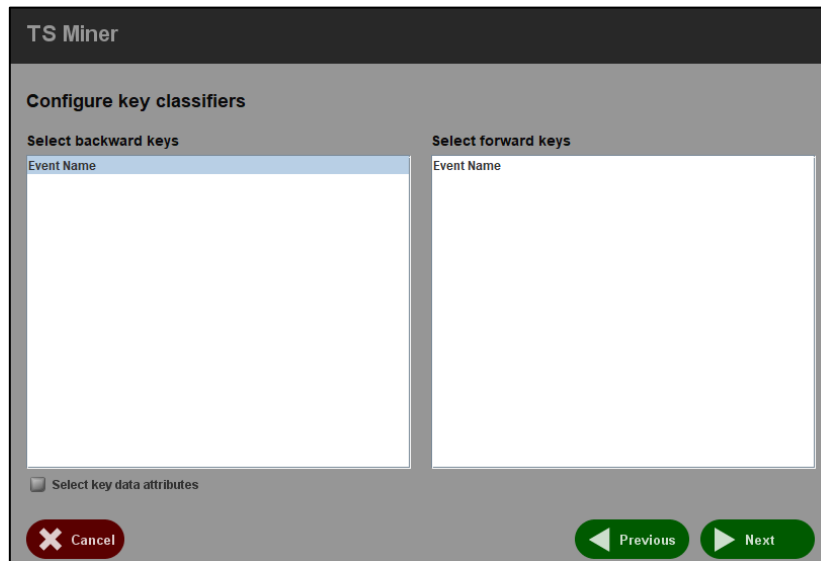 TS Miner
Configure key classifiers
Select backward keys
Select forward keys
Event Name
Event Name
Select key data attributes
Cancel
Previous
Next